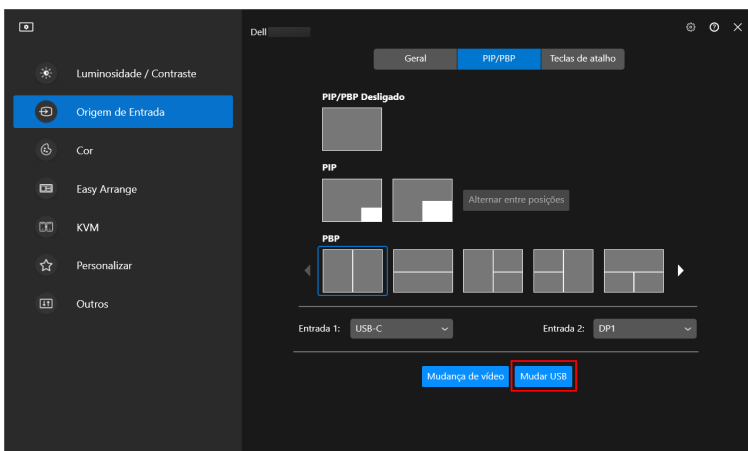 Dell
Geral
PIP/PBP
Teclas de atalho
Luminosidade / Contraste
Origem de Entrada
Cor
Easy Arrange
KVM
Personalizar
Outros
PIP/PBP Desligado
PIP
Alternar entre posições
PBP
Entrada 1: USB-C
Entrada 2: DP1
Mudança de vídeo
Mudar USB